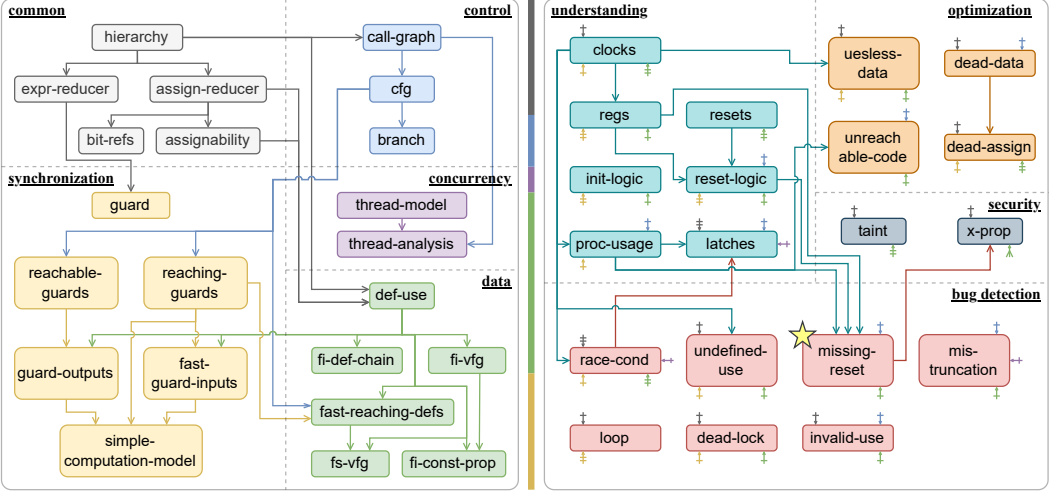 common
control
hierarchy
call-graph
expr-reducer
assign-reducer
cfg
bit-refs
assignability
branch
synchronization
concurrency
guard
thread-model
thread-analysis
reachable-
guards
reaching-
guards
data
def-use
guard-outputs
fast-
guard-inputs
fi-def-chain
fi-vfg
fast-reaching-defs
simple-
computation-model
fs-vfg
fi-const-prop
understanding
optimization
clocks
uesless-
data
dead-data
regs
resets
unreach
able-code
dead-assign
init-logic
reset-logic
security
proc-usage
latches
taint
x-prop
bug detection
race-cond
undefined-
use
missing-
reset
mis-
truncation
loop
dead-lock
invalid-use